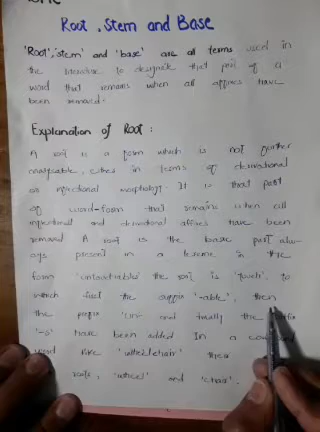 Root, Stem and Base
'Root', 'stem' and 'base' are all terms used in
the literature to designate that part of a
word that remains when all affixes have
been removed.
Explanation of Root :
A root is a form which is not further
analysable, either in terms of derivational
or inflectional morphology. It is that part
of word-form that remains when all
inflectional and derivational affixes have been
removed A root is the basic part alw-
ays present in a lexeme in the
form 'untouchables' the root is 'touch', to
which first the suffix '-able', then
the prefix 'un- and finally the suffix
'-s' have been added In a compound
word like 'wheelchair' there
roots, 'wheel' and 'chair'.